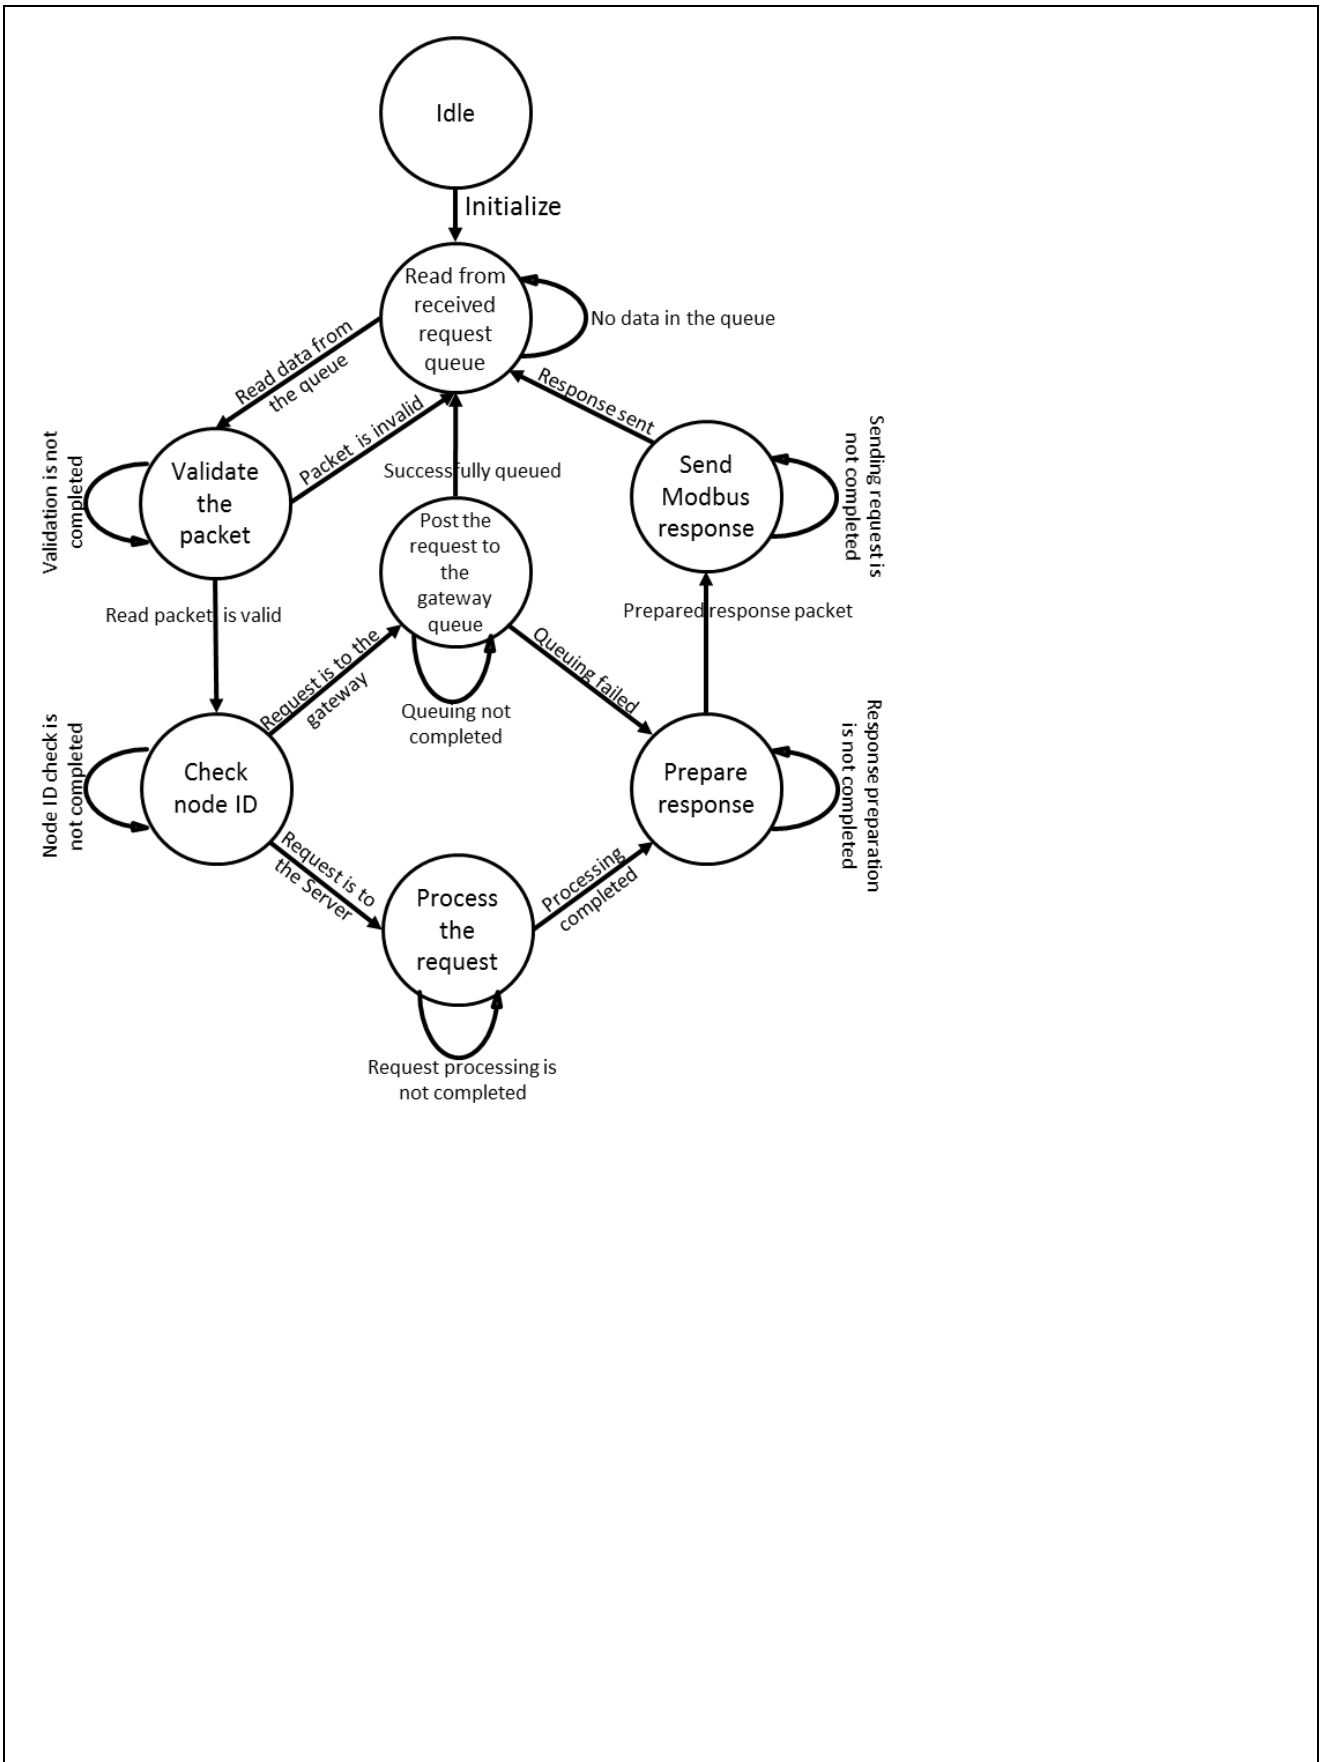 Idle
Initialize
Read from
received
request
queue
No data in the queue
Read data from
the queue
Packet is invalid
Response sent
Successfully queued
Validation is not
completed
Validate
the
packet
Send
Modbus
response
Sending request is
not completed
Post the
request to
the
gateway
queue
Read packet is valid
Prepared response packet
Request is to the
gateway
Queuing failed
Queuing not
completed
Node ID check is
not completed
Check
node ID
Prepare
response
Response preparation
is not completed
Request is to
the Server
Processing
completed
Process
the
request
Request processing is
not completed